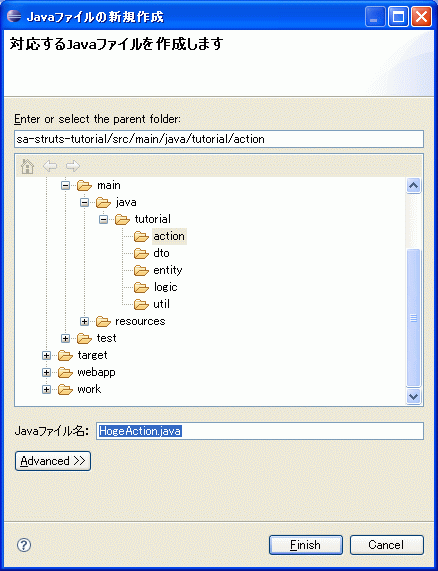 Javaファイルの新規作成
対応するJavaファイルを作成します
Enter or select the parent folder:
sa-struts-tutorial/src/main/java/tutorial/action
main
java
tutorial
action
dto
entity
logic
util
resources
test
target
webapp
work
Javaファイル名: HogeAction.java
Advanced >>
Finish Cancel